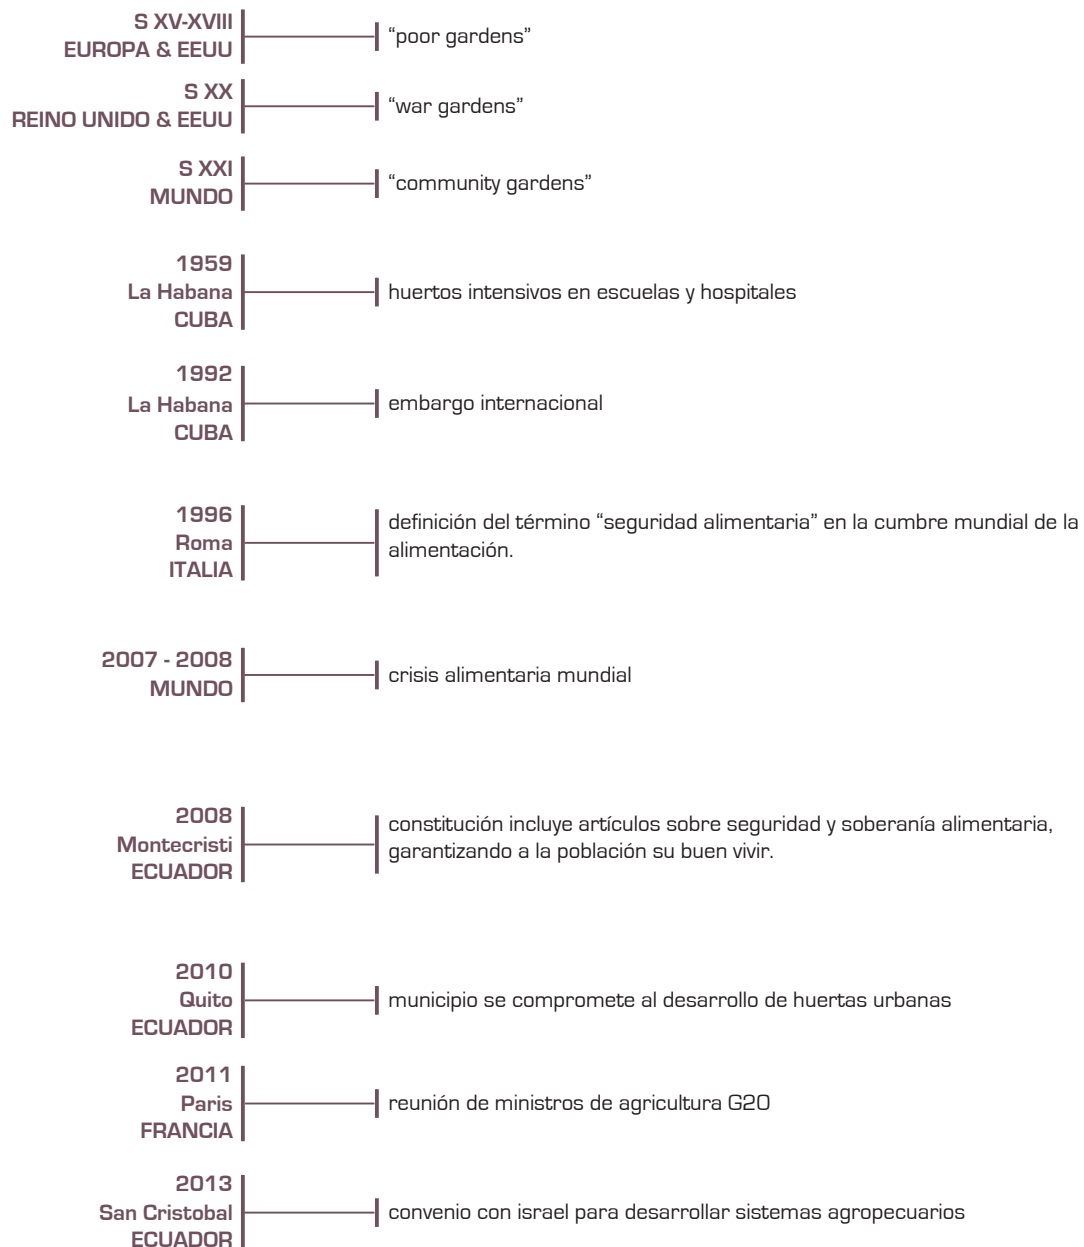 S XV-XVIII
EUROPA & EEUU
“poor gardens”
S XX
REINO UNIDO & EEUU
“war gardens”
S XXI
MUNDO
“community gardens”
1959
La Habana
CUBA
huertos intensivos en escuelas y hospitales
1992
La Habana
CUBA
embargo internacional
1996
Roma
ITALIA
definición del término “seguridad alimentaria” en la cumbre mundial de la
alimentación.
2007 - 2008
MUNDO
crisis alimentaria mundial
2008
Montecristi
ECUADOR
constitución incluye artículos sobre seguridad y soberanía alimentaria,
garantizando a la población su buen vivir.
2010
Quito
ECUADOR
municipio se compromete al desarrollo de huertas urbanas
2011
Paris
FRANCIA
reunión de ministros de agricultura G20
2013
San Cristobal
ECUADOR
convenio con israel para desarrollar sistemas agropecuarios